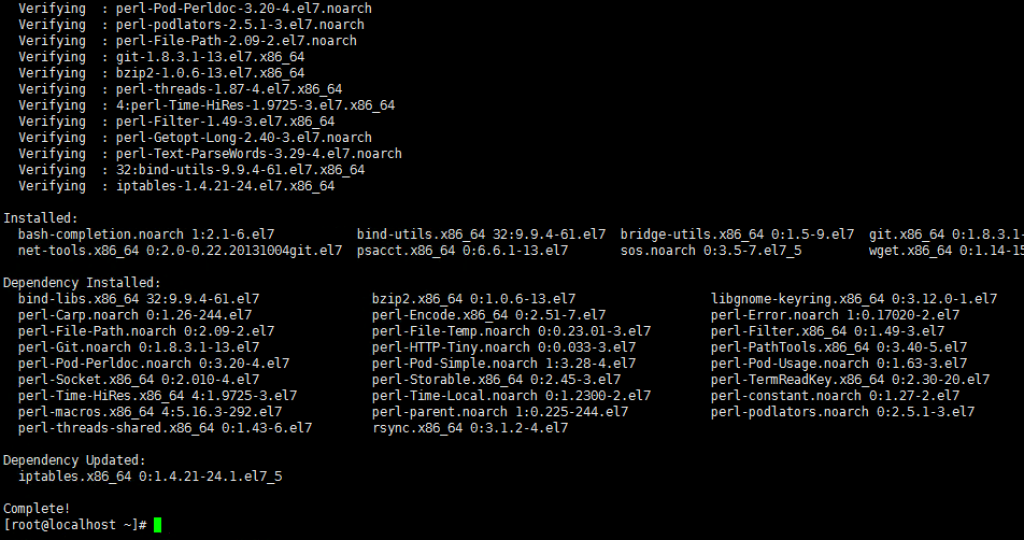 Verifying  : perl-Pod-Perldoc-3.20-4.el7.noarch
Verifying  : perl-podlators-2.5.1-3.el7.noarch
Verifying  : perl-File-Path-2.09-2.el7.noarch
Verifying  : git-1.8.3.1-13.el7.x86_64
Verifying  : bzip2-1.0.6-13.el7.x86_64
Verifying  : perl-threads-1.87-4.el7.x86_64
Verifying  : 4:perl-Time-HiRes-1.9725-3.el7.x86_64
Verifying  : perl-Filter-1.49-3.el7.x86_64
Verifying  : perl-Getopt-Long-2.40-3.el7.noarch
Verifying  : perl-Text-ParseWords-3.29-4.el7.noarch
Verifying  : 32:bind-utils-9.9.4-61.el7.x86_64
Verifying  : iptables-1.4.21-24.el7.x86_64
Installed:
bash-completion.noarch 1:2.1-6.el7 bind-utils.x86_64 32:9.9.4-61.el7 bridge-utils.x86_64 0:1.5-9.el7 git.x86_64 0:1.8.3.1-
net-tools.x86_64 0:2.0-0.22.20131004git.el7 psacct.x86_64 0:6.6.1-13.el7 sos.noarch 0:3.5-7.el7_5 wget.x86_64 0:1.14-15
Dependency Installed:
bind-libs.x86_64 32:9.9.4-61.el7 bzip2.x86_64 0:1.0.6-13.el7 libgnome-keyring.x86_64 0:3.12.0-1.el7
perl-Carp.noarch 0:1.26-244.el7 perl-Encode.x86_64 0:2.51-7.el7 perl-Error.noarch 1:0.17020-2.el7
perl-File-Path.noarch 0:2.09-2.el7 perl-File-Temp.noarch 0:0.23.01-3.el7 perl-Filter.x86_64 0:1.49-3.el7
perl-Git.noarch 0:1.8.3.1-13.el7 perl-HTTP-Tiny.noarch 0:0.033-3.el7 perl-PathTools.x86_64 0:3.40-5.el7
perl-Pod-Perldoc.noarch 0:3.20-4.el7 perl-Pod-Simple.noarch 1:3.28-4.el7 perl-Pod-Usage.noarch 0:1.63-3.el7
perl-Socket.x86_64 0:2.010-4.el7 perl-Storable.x86_64 0:2.45-3.el7 perl-TermReadKey.x86_64 0:2.30-20.el7
perl-Time-HiRes.x86_64 4:1.9725-3.el7 perl-Time-Local.noarch 0:1.2300-2.el7 perl-constant.noarch 0:1.27-2.el7
perl-macros.x86_64 4:5.16.3-292.el7 perl-parent.noarch 1:0.225-244.el7 perl-podlators.noarch 0:2.5.1-3.el7
perl-threads-shared.x86_64 0:1.43-6.el7 rsync.x86_64 0:3.1.2-4.el7
Dependency Updated:
iptables.x86_64 0:1.4.21-24.1.el7_5
Complete!
[root@localhost ~]#